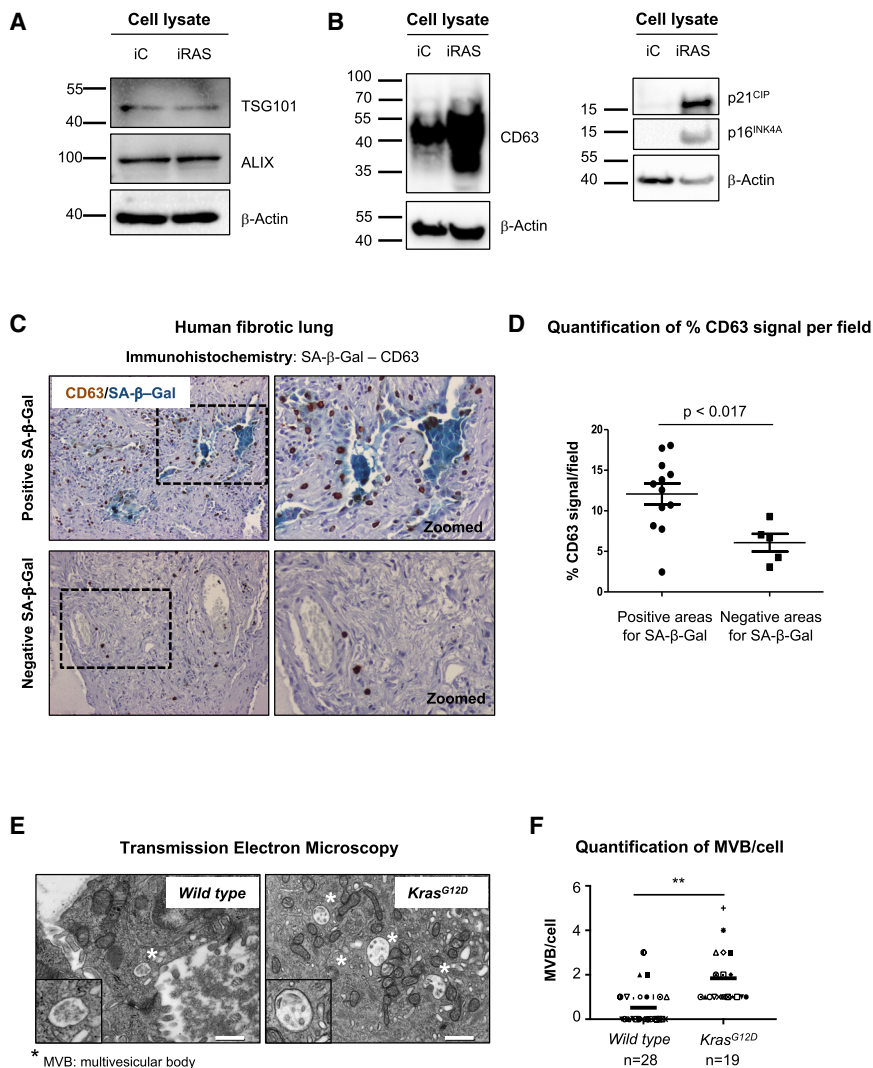 A
Cell lysate
iC iRAS
55
40
TSG101
100
ALIX
40
β-Actin
B
Cell lysate
iC iRAS
100
70
55
40
35
CD63
55
40
β-Actin
Cell lysate
iC iRAS
15
p21CIP
15
p16INK4A
55
40
β-Actin
C
Human fibrotic lung
Immunohistochemistry: SA-β-Gal – CD63
Positive SA-β-Gal
CD63/SA-β–Gal
Zoomed
Negative SA-β-Gal
Zoomed
D
Quantification of % CD63 signal per field
p < 0.017
% CD63 signal/field
20
15
10
5
0
Positive areas Negative areas
for SA-β-Gal for SA-β-Gal
E
Transmission Electron Microscopy
Wild type
KrasG12D
*
* * * *
* MVB: multivesicular body
F
Quantification of MVB/cell
**
MVB/cell
6
4
2
0
Wild type KrasG12D
n=28 n=19